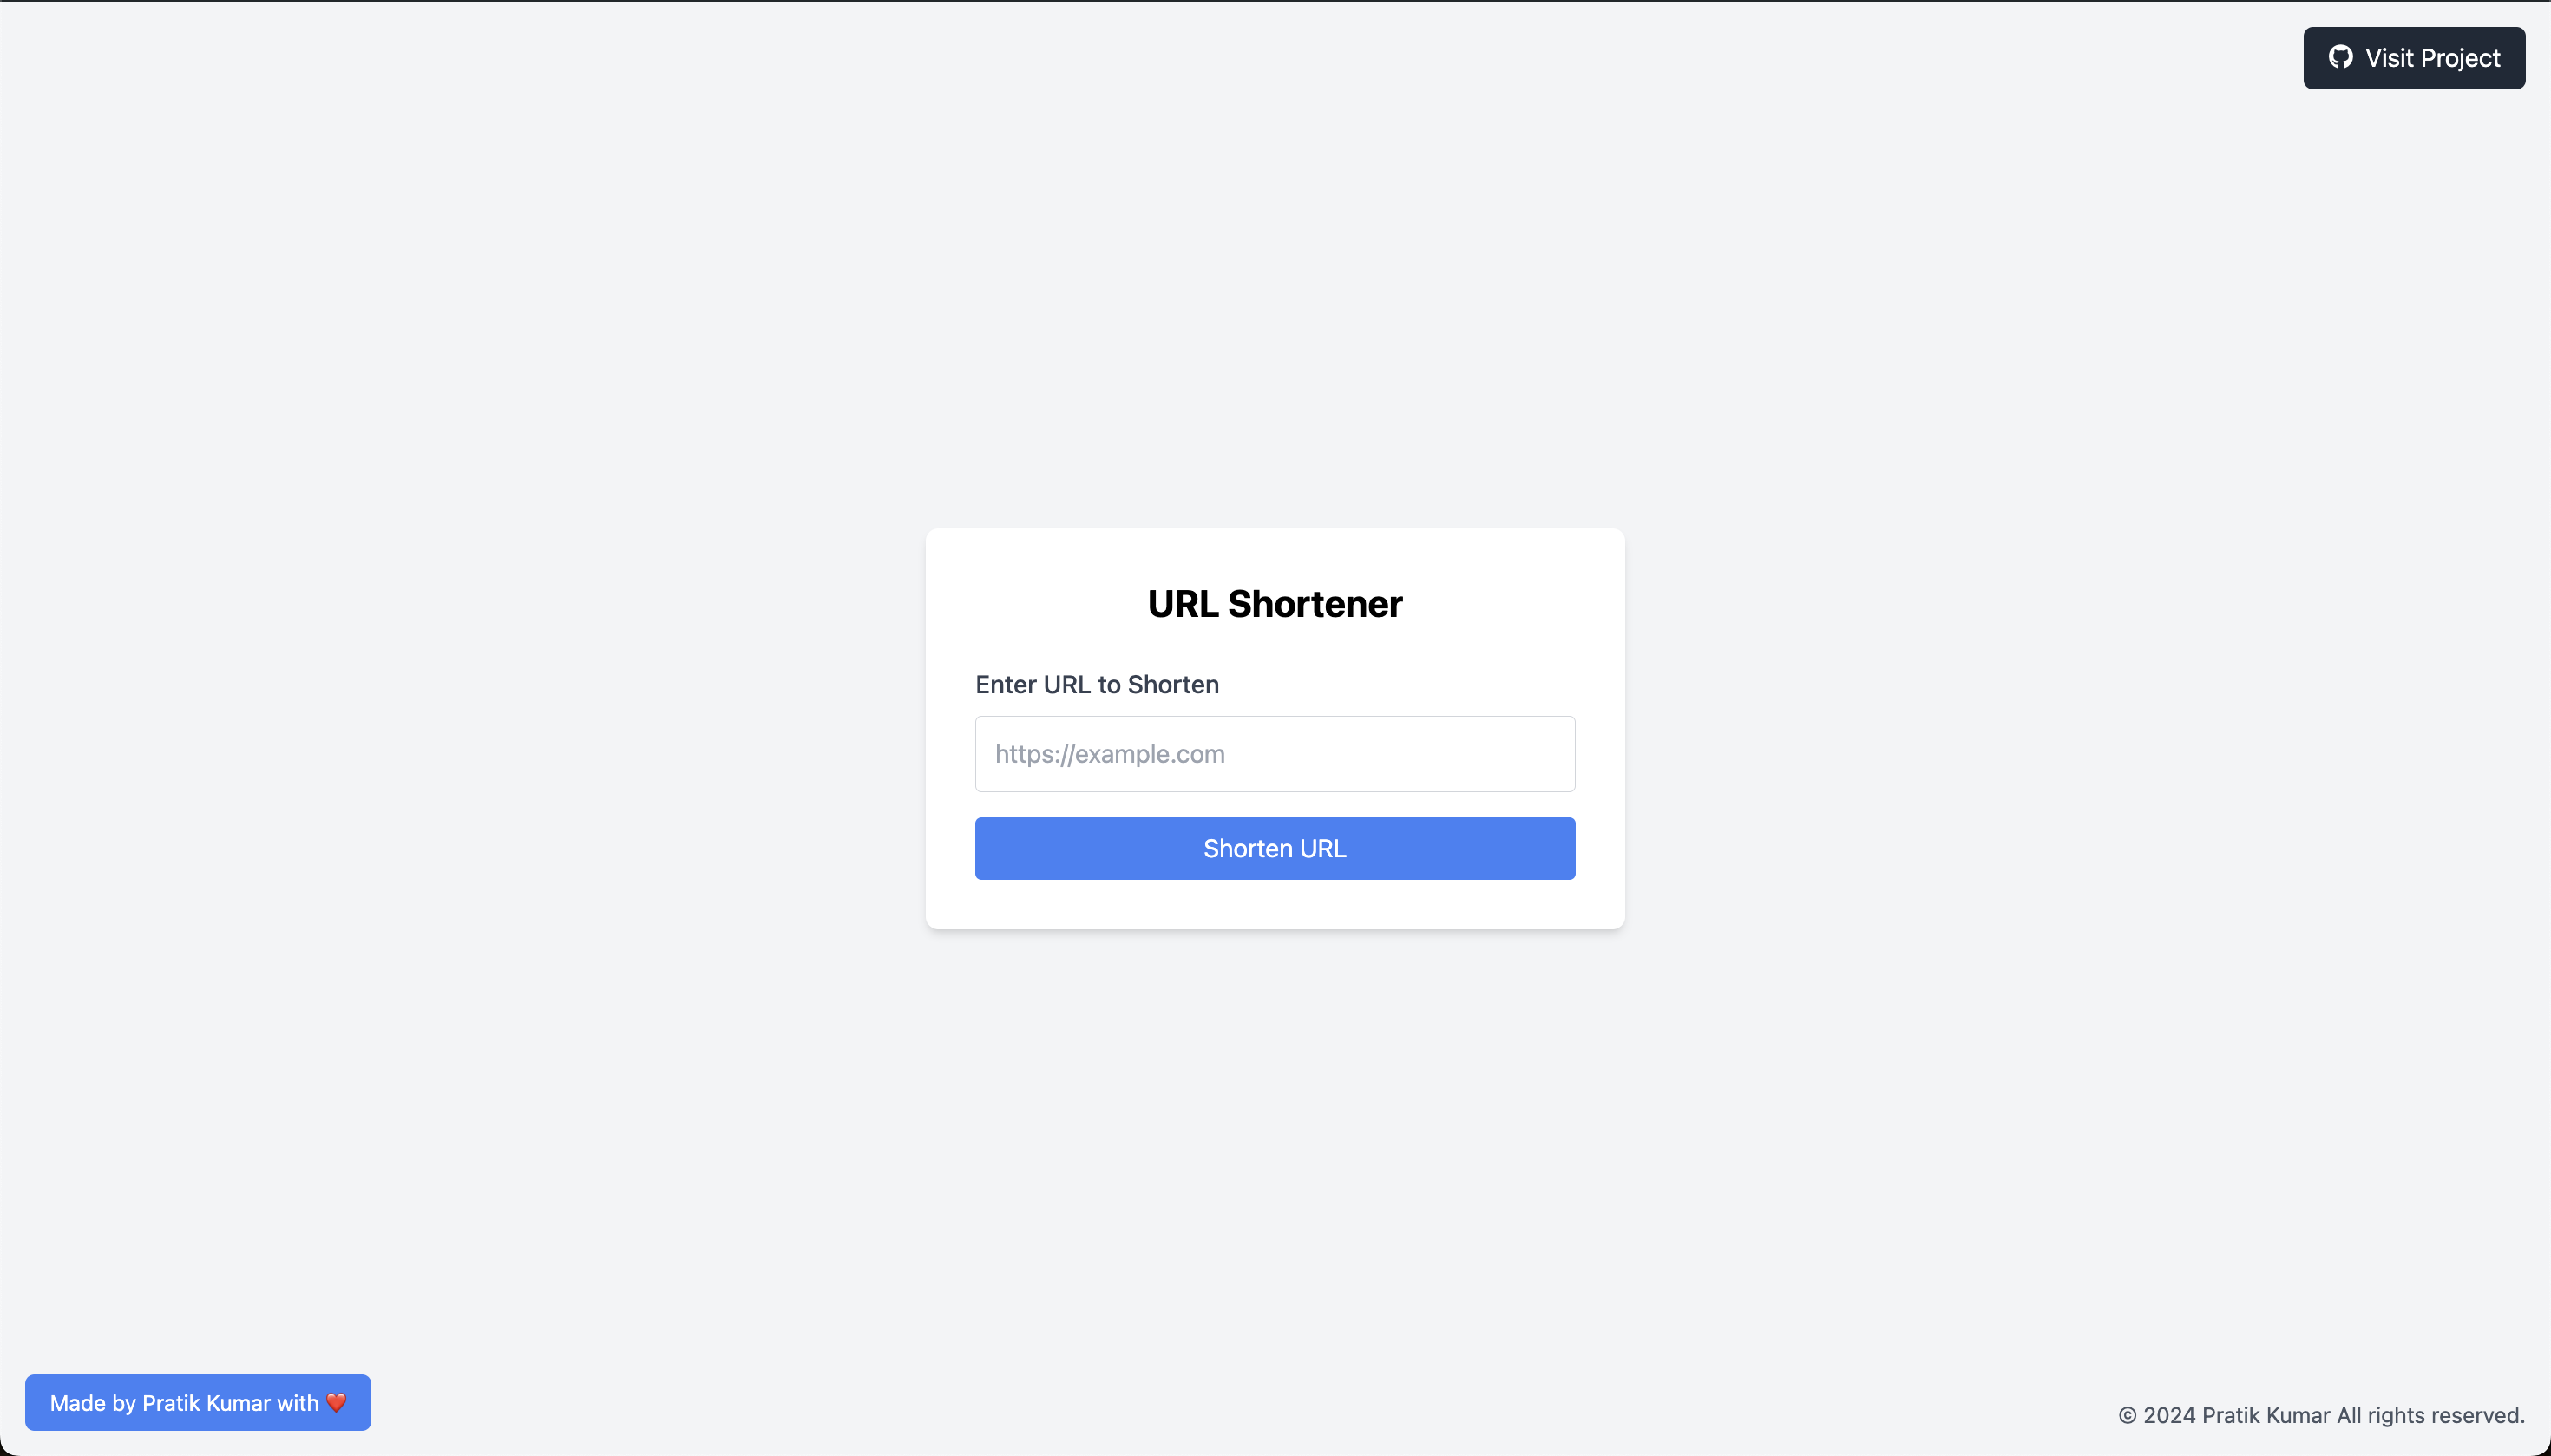 Visit Project
URL Shortener
Enter URL to Shorten
https://example.com
Shorten URL
Made by Pratik Kumar with ❤️
© 2024 Pratik Kumar All rights reserved.